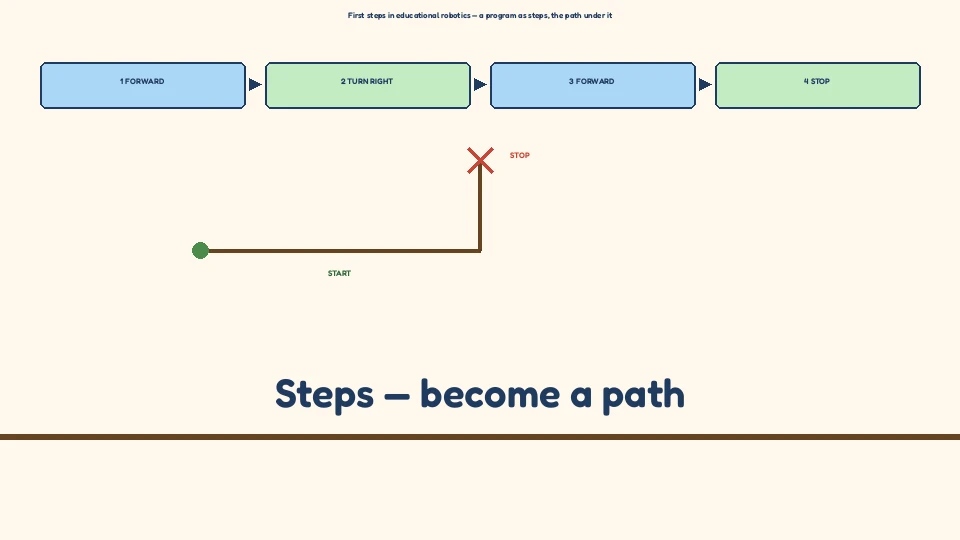 First steps in educational robotics — a program as steps, the path under it
1 FORWARD
2 TURN RIGHT
3 FORWARD
4 STOP
STOP
START
Steps — become a path